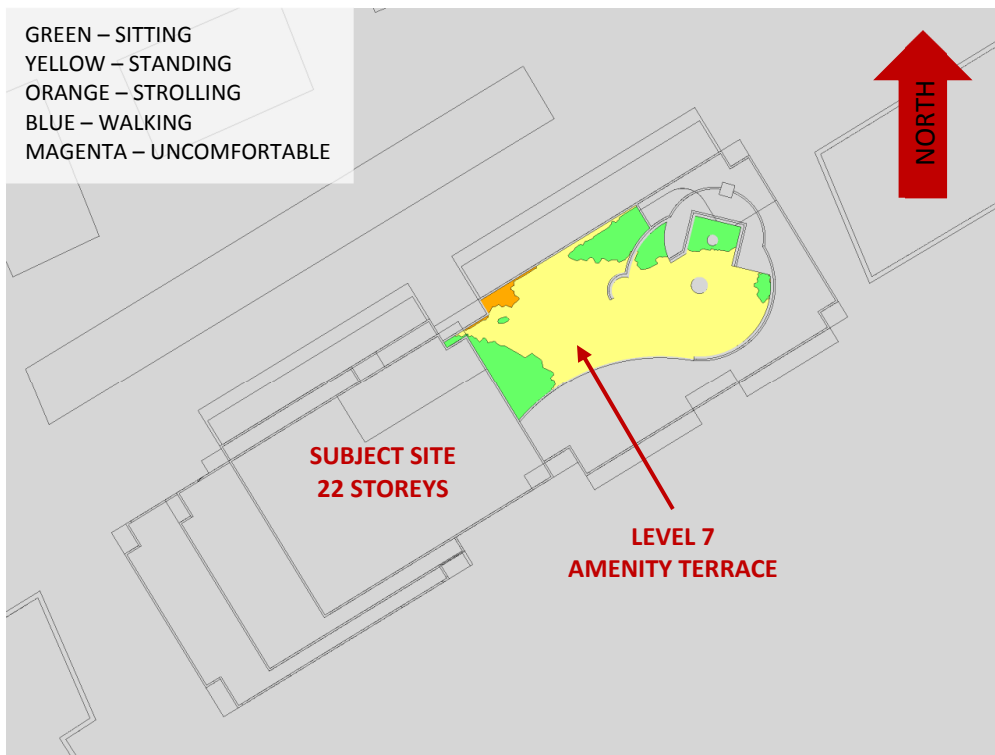 GREEN – SITTING
YELLOW – STANDING
ORANGE – STROLLING
BLUE – WALKING
MAGENTA – UNCOMFORTABLE
NORTH
SUBJECT SITE
22 STOREYS
LEVEL 7
AMENITY TERRACE